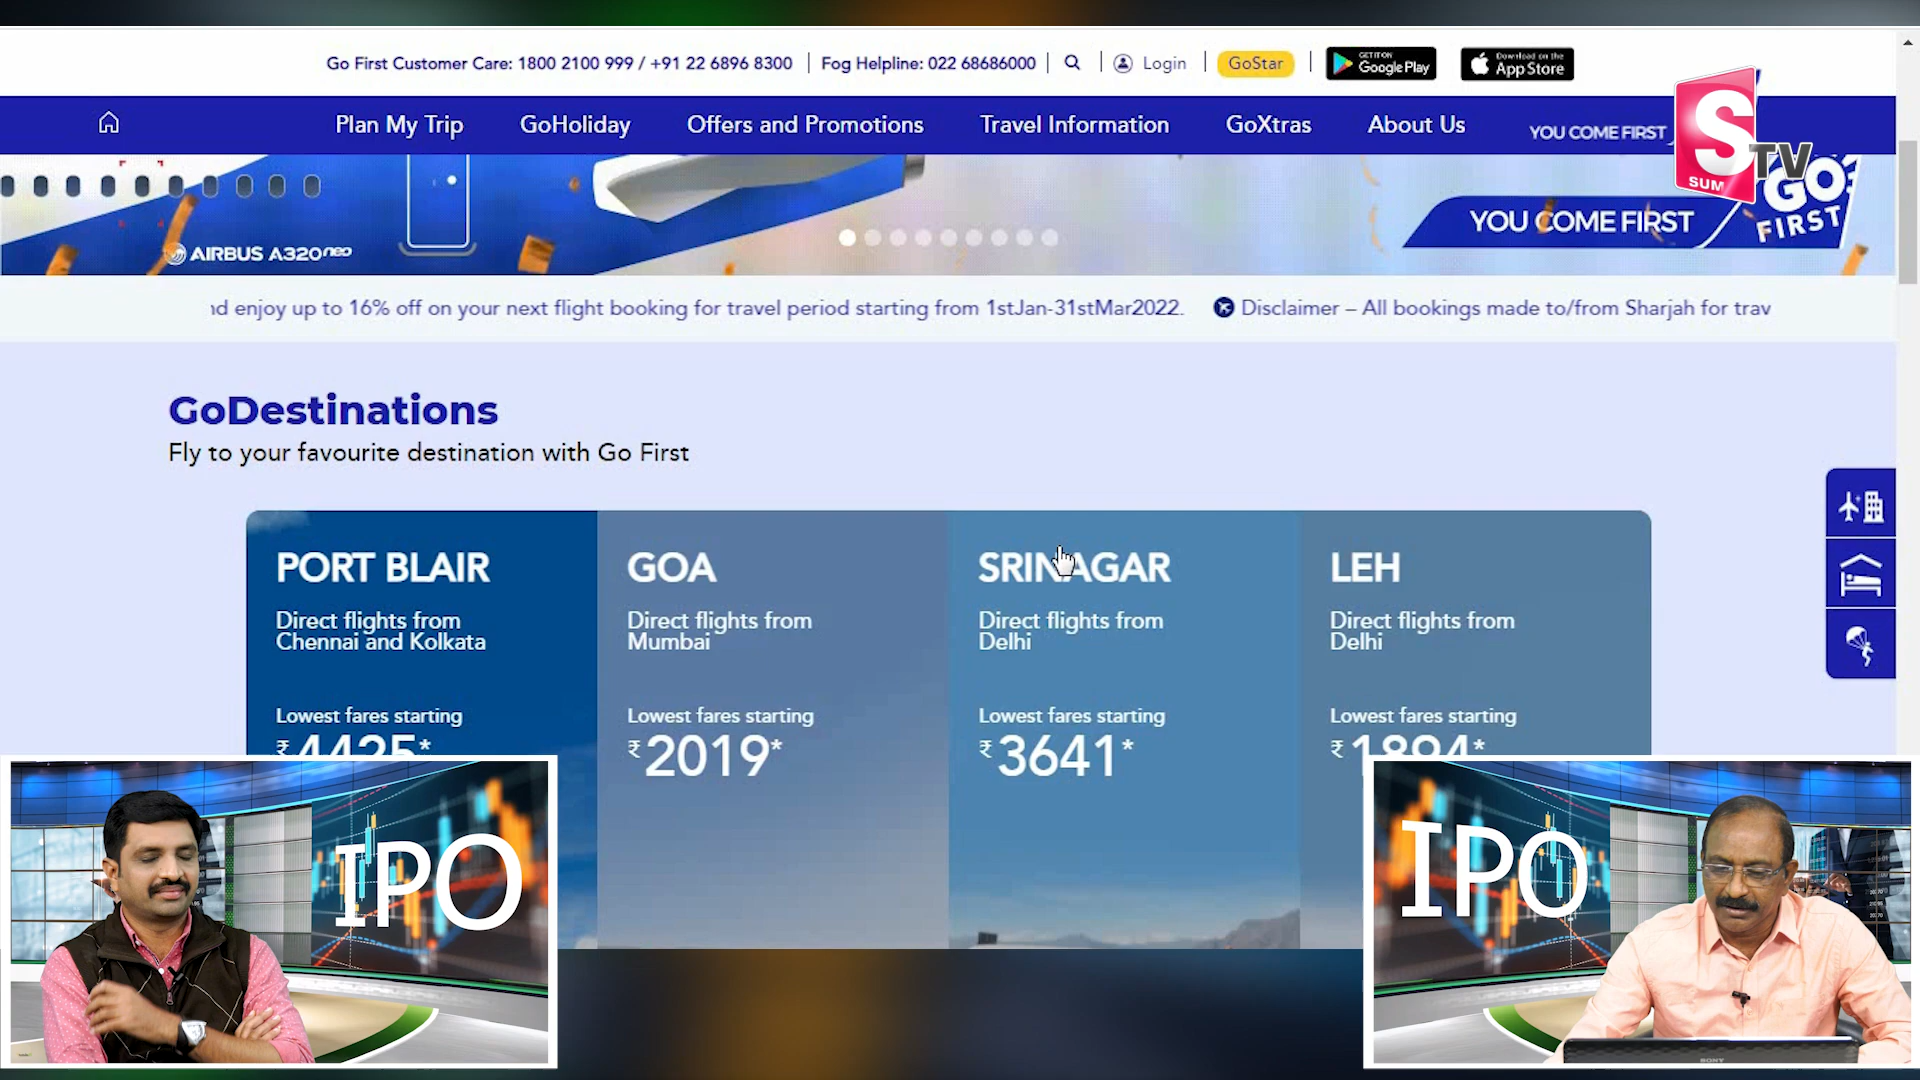 Go First Customer Care: 1800 2100 999 / +91 22 6896 8300 | Fog Helpline: 022 68686000 | Login | GoStar | GET IT ON Google Play Download on the App Store
Plan My Trip GoHoliday Offers and Promotions Travel Information GoXtras About Us YOU COME FIRST
S TV
SUM
AIRBUS A320neo
YOU COME FIRST
GO
FIRST
nd enjoy up to 16% off on your next flight booking for travel period starting from 1stJan-31stMar2022. Disclaimer – All bookings made to/from Sharjah for trav
GoDestinations
Fly to your favourite destination with Go First
PORT BLAIR
Direct flights from
Chennai and Kolkata
Lowest fares starting
₹4425*
GOA
Direct flights from
Mumbai
Lowest fares starting
₹2019*
SRINAGAR
Direct flights from
Delhi
Lowest fares starting
₹3641*
LEH
Direct flights from
Delhi
Lowest fares starting
₹1894*
IPO
IPO
SONY